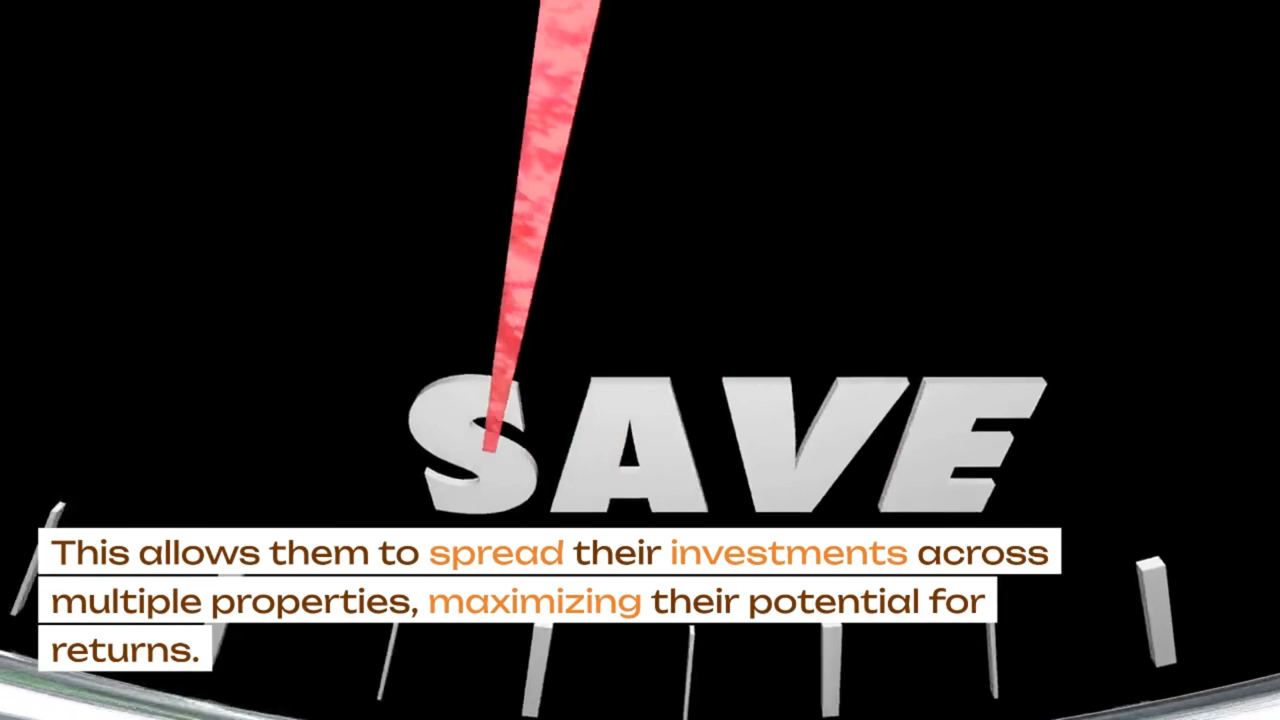 SAVE
This allows them to spread their investments across
multiple properties, maximizing their potential for
returns.